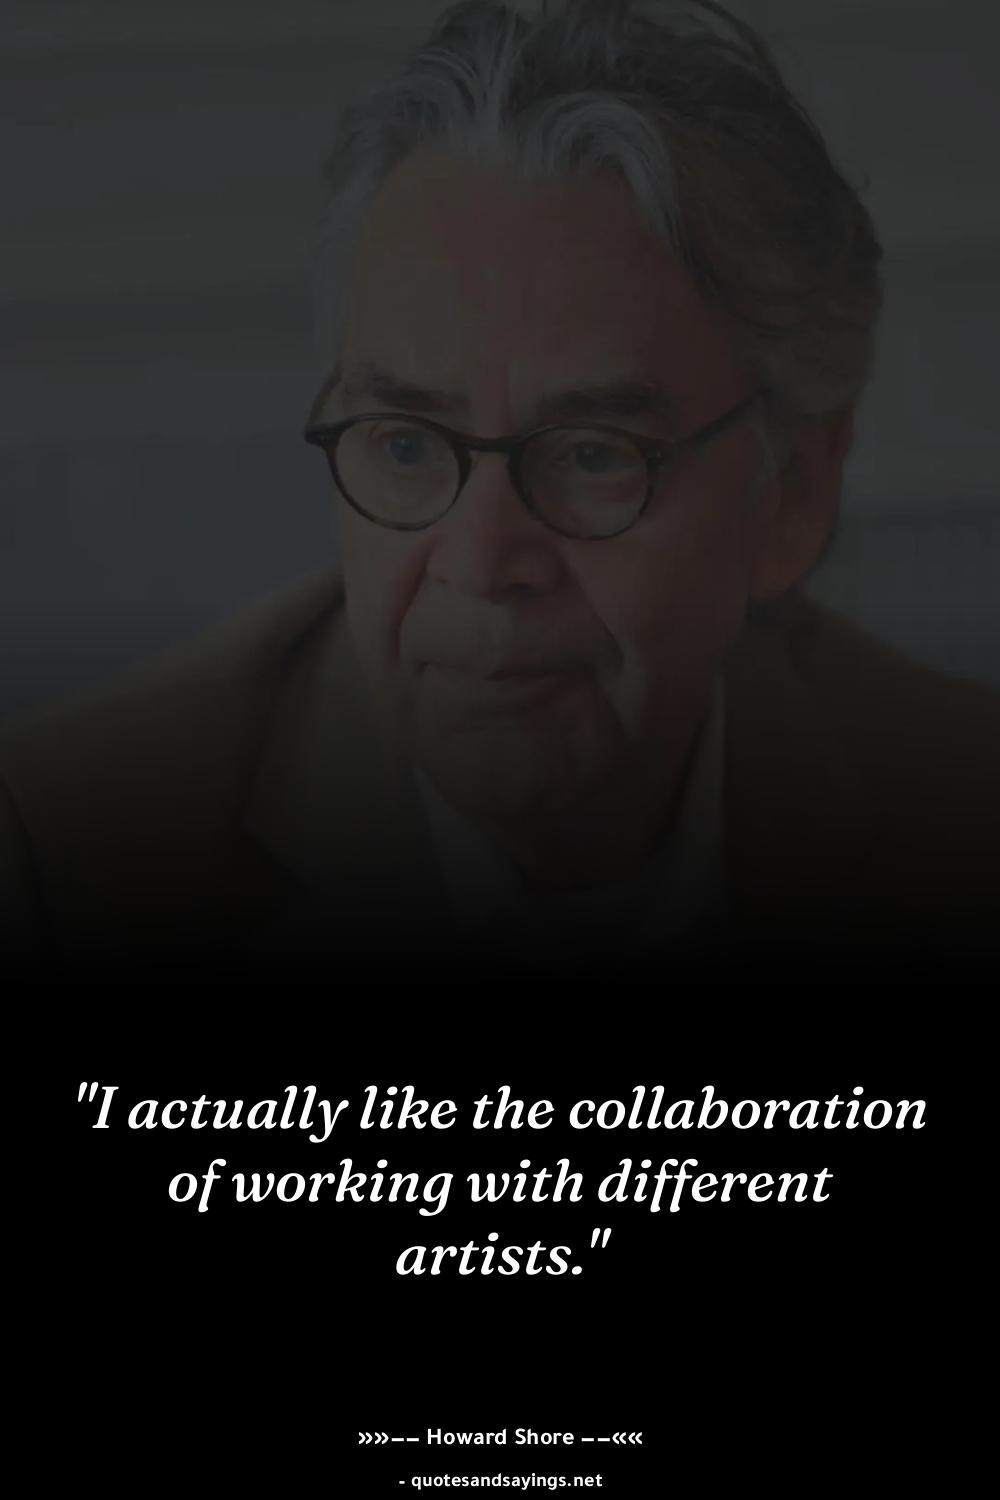 "I actually like the collaboration
of working with different
artists."
»»—— Howard Shore ——««
- quotesandsayings.net